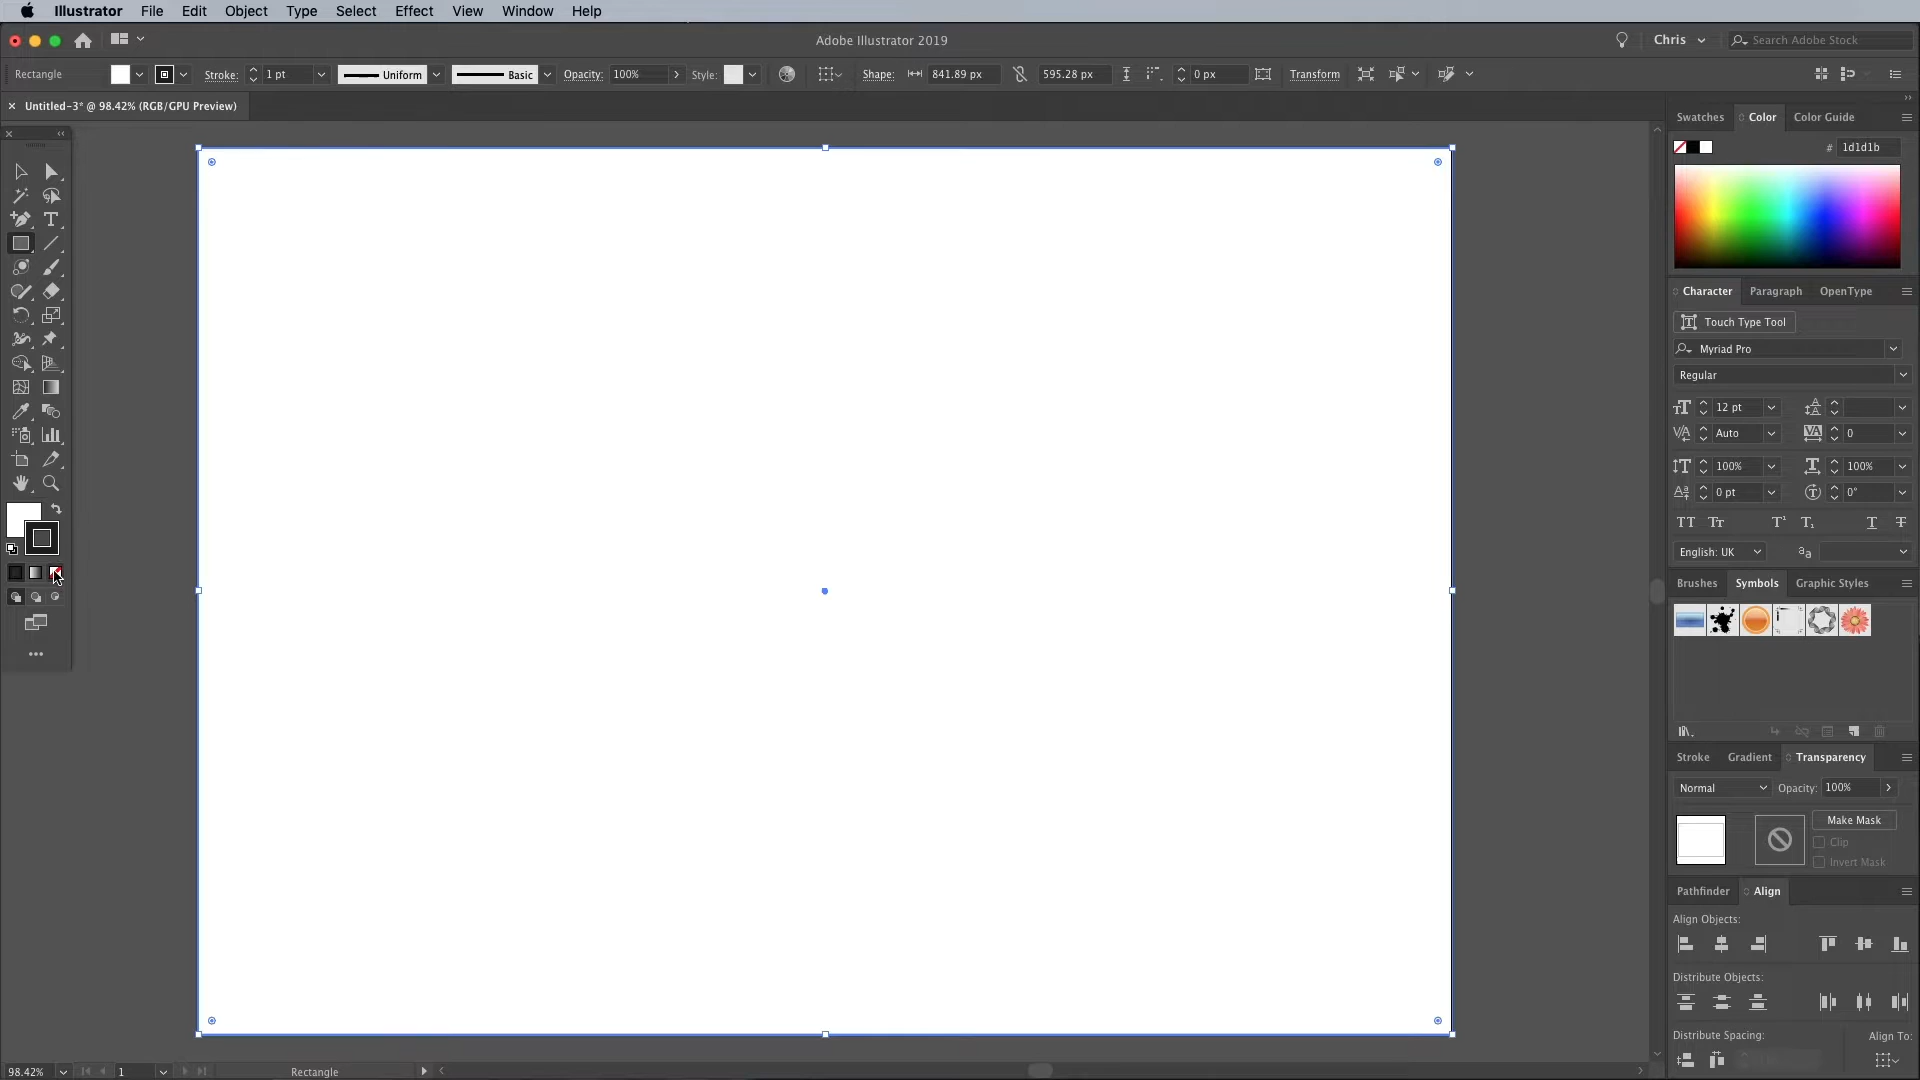 Illustrator File Edit Object Type Select Effect View Window Help
Adobe Illustrator 2019
Chris
Search Adobe Stock
Rectangle
Stroke: 1 pt
Uniform
Basic
Opacity: 100%
Style:
Shape: 841.89 px
595.28 px
0 px
Transform
Untitled-3* @ 98.42% (RGB/GPU Preview)
Swatches Color Color Guide
# 1d1d1b
Character Paragraph OpenType
Touch Type Tool
Myriad Pro
Regular
12 pt
Auto 0
100% 100%
0 pt 0°
English: UK
Brushes Symbols Graphic Styles
Stroke Gradient Transparency
Normal Opacity: 100%
Make Mask
Clip
Invert Mask
Pathfinder Align
Align Objects:
Distribute Objects:
Distribute Spacing: Align To:
98.42% 1 Rectangle